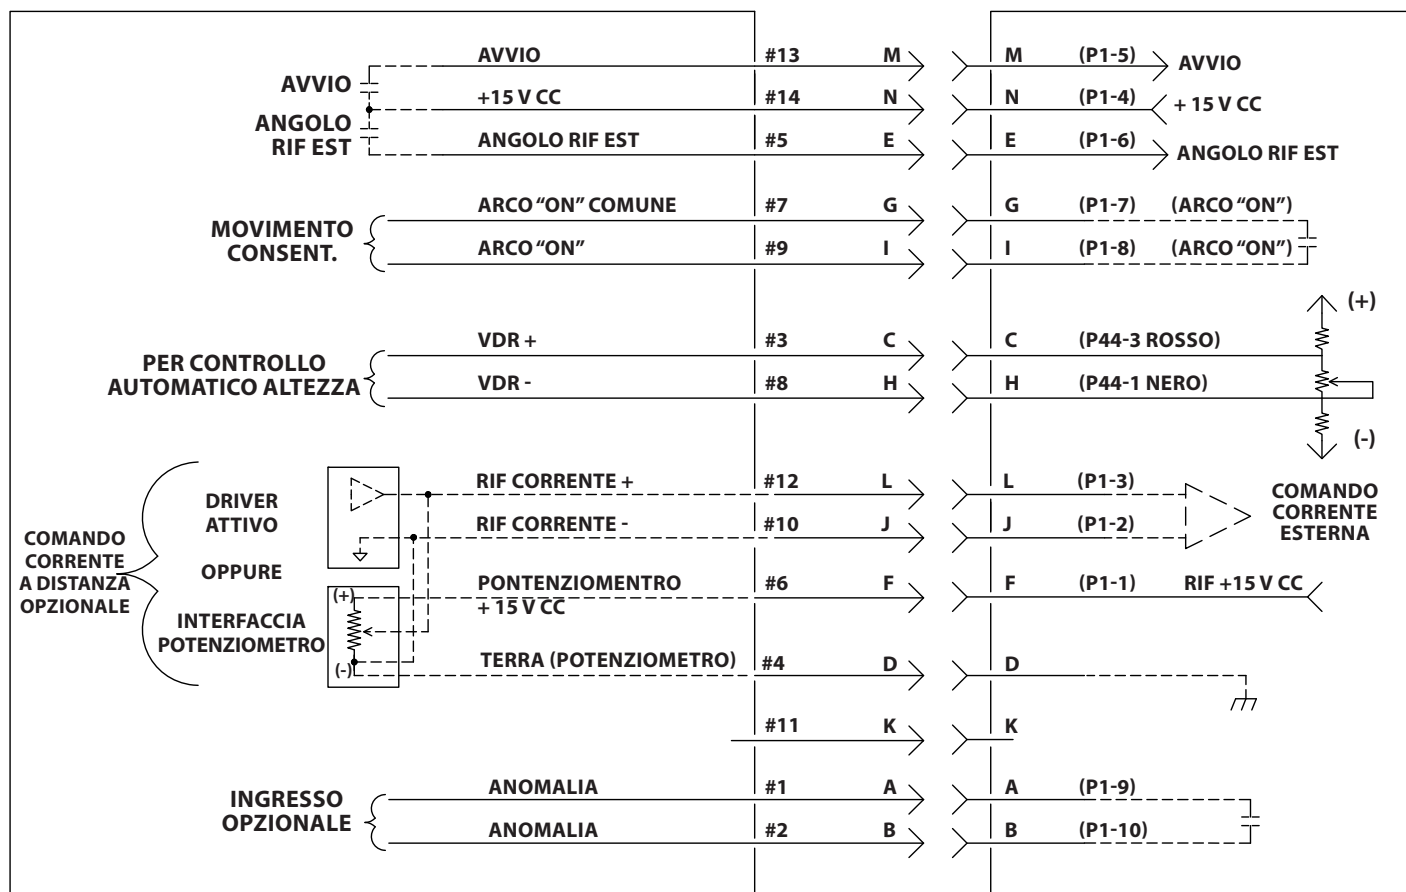 AVVIO #13 M M (P1-5) AVVIO
AVVIO
+15 V CC #14 N N (P1-4) + 15 V CC
ANGOLO
RIF EST
ANGOLO RIF EST #5 E E (P1-6) ANGOLO RIF EST
ARCO “ON” COMUNE #7 G G (P1-7) (ARCO “ON”)
MOVIMENTO
CONSENT.
ARCO “ON” #9 I I (P1-8) (ARCO “ON”)
(+)
VDR + #3 C C (P44-3 ROSSO)
PER CONTROLLO
AUTOMATICO ALTEZZA
VDR - #8 H H (P44-1 NERO)
(-)
RIF CORRENTE + #12 L L (P1-3)
DRIVER
ATTIVO
COMANDO
CORRENTE
ESTERNA
RIF CORRENTE - #10 J J (P1-2)
COMANDO
CORRENTE
A DISTANZA
OPZIONALE
OPPURE
PONTENZIOMENTRO
+ 15 V CC
#6 F F (P1-1) RIF +15 V CC
(+)
INTERFACCIA
POTENZIOMETRO
(-)
TERRA (POTENZIOMETRO) #4 D D
#11 K K
ANOMALIA #1 A A (P1-9)
INGRESSO
OPZIONALE
ANOMALIA #2 B B (P1-10)